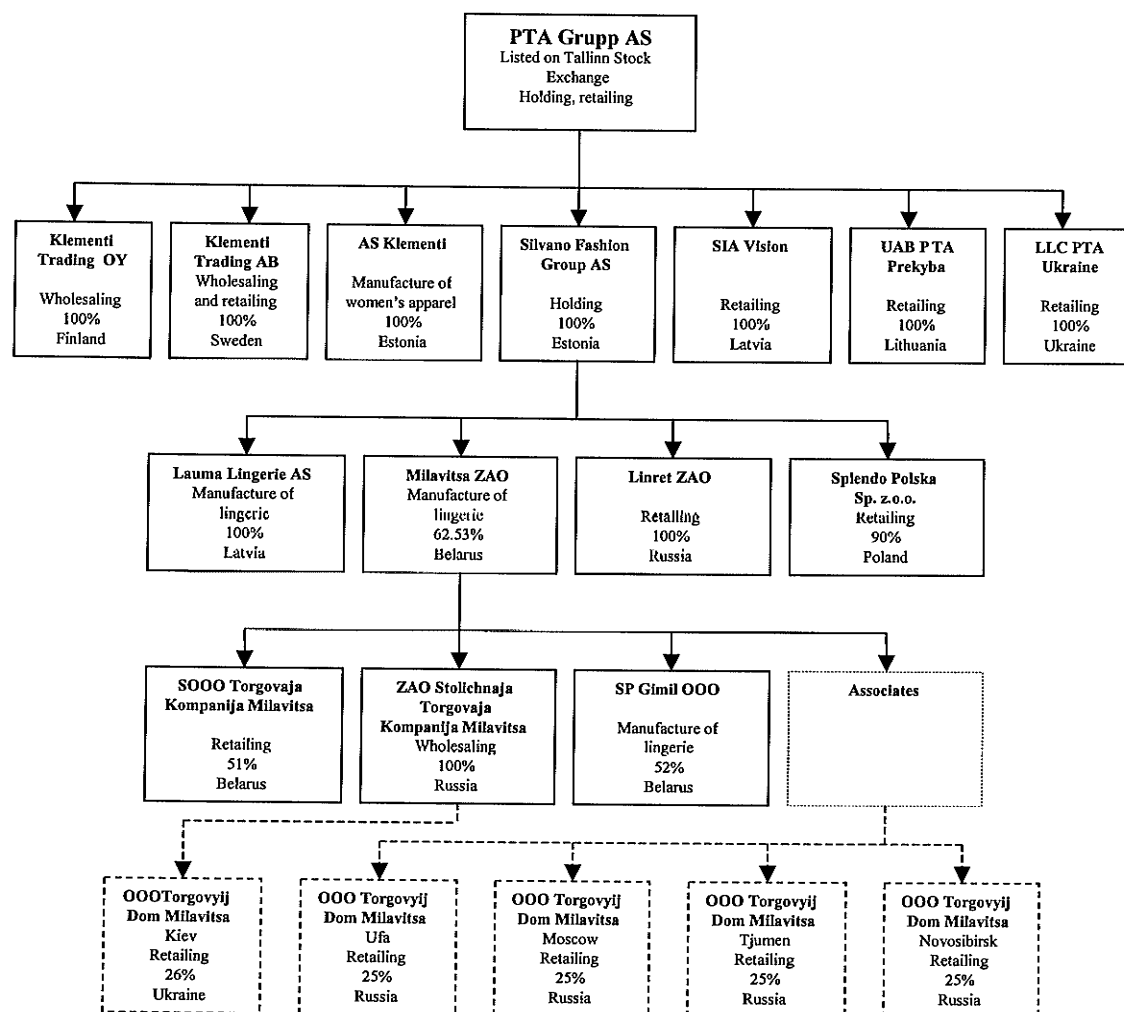 PTA Grupp AS
Listed on Tallinn Stock
Exchange
Holding, retailing
Klementi
Trading OY
Wholesaling
100%
Finland
Klementi
Trading AB
Wholesaling
and retailing
100%
Sweden
AS Klementi
Manufacture of
women's apparel
100%
Estonia
Silvano Fashion
Group AS
Holding
100%
Estonia
SIA Vision
Retailing
100%
Latvia
UAB PTA
Prekyba
Retailing
100%
Lithuania
LLC PTA
Ukraine
Retailing
100%
Ukraine
Lauma Lingerie AS
Manufacture of
lingerie
100%
Latvia
Milavitsa ZAO
Manufacture of
lingerie
62.53%
Belarus
Linret ZAO
Retailing
100%
Russia
Splendo Polska
Sp. z.o.o.
Retailing
90%
Poland
SOOO Torgovaja
Kompanija Milavitsa
Retailing
51%
Belarus
ZAO Stolichnaja
Torgovaja
Kompanija Milavitsa
Wholesaling
100%
Russia
SP Gimil OOO
Manufacture of
lingerie
52%
Belarus
Associates
OOOTorgovyij
Dom Milavitsa
Kiev
Retailing
26%
Ukraine
OOO Torgovyij
Dom Milavitsa
Ufa
Retailing
25%
Russia
OOO Torgovyij
Dom Milavitsa
Moscow
Retailing
25%
Russia
OOO Torgovyij
Dom Milavitsa
Tjumen
Retailing
25%
Russia
OOO Torgovyij
Dom Milavitsa
Novosibirsk
Retailing
25%
Russia